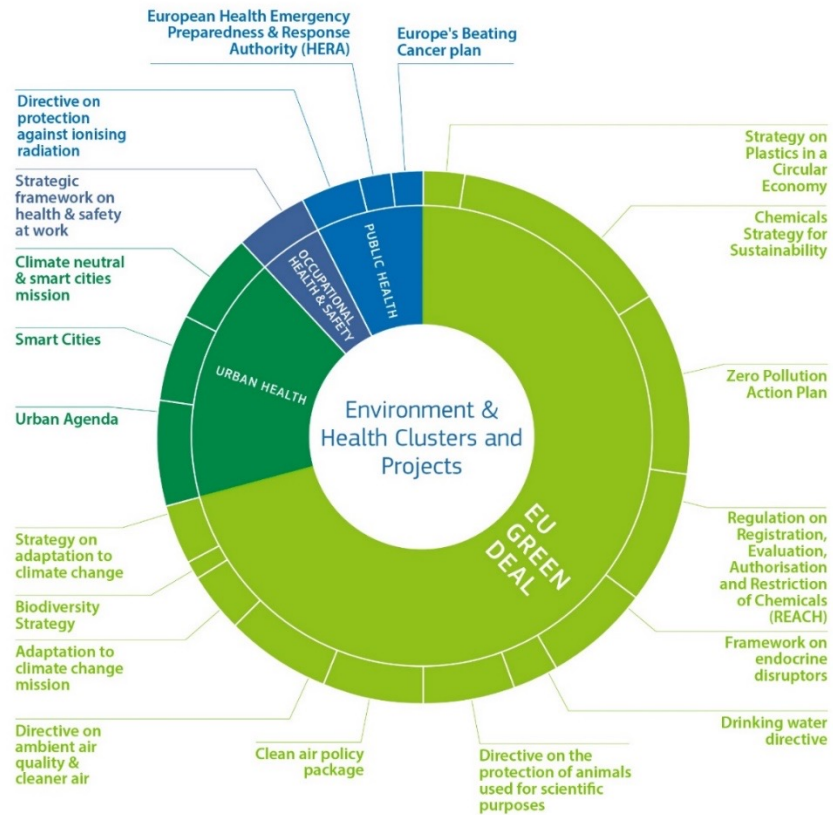 European Health Emergency
Preparedness & Response
Authority (HERA)
Europe's Beating
Cancer plan
Directive on
protection
against ionising
radiation
Strategic
framework on
health & safety
at work
Climate neutral
& smart cities
mission
Smart Cities
Urban Agenda
Strategy on
adaptation to
climate change
Biodiversity
Strategy
Adaptation to
climate change
mission
Directive on
ambient air
quality &
cleaner air
Clean air policy
package
Directive on the
protection of animals
used for scientific
purposes
Drinking water
directive
Framework on
endocrine
disruptors
Regulation on
Registration,
Evaluation,
Authorisation
and Restriction
of Chemicals
(REACH)
Zero Pollution
Action Plan
Chemicals
Strategy for
Sustainability
Strategy on
Plastics in a
Circular
Economy
PUBLIC HEALTH
OCCUPATIONAL
HEALTH & SAFETY
URBAN HEALTH
EU
GREEN
DEAL
Environment &
Health Clusters and
Projects